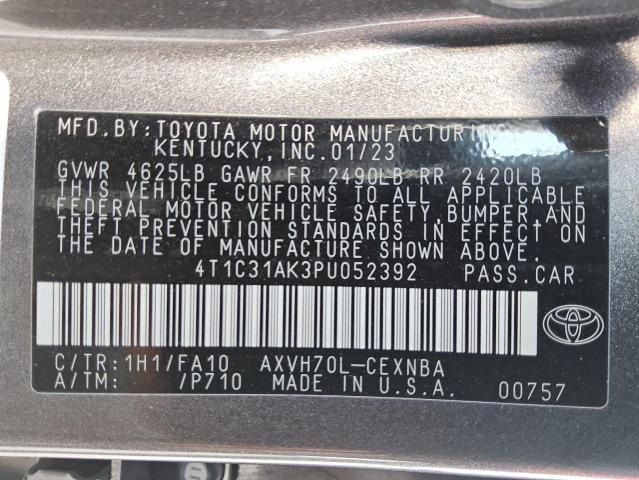 MFD. BY: TOYOTA MOTOR MANUFACTURING
KENTUCKY, INC. 01/23
GVWR 4625LB GAWR FR 2490LB RR 2420LB
THIS VEHICLE CONFORMS TO ALL APPLICABLE
FEDERAL MOTOR VEHICLE SAFETY, BUMPER, AND
THEFT PREVENTION STANDARDS IN EFFECT ON
THE DATE OF MANUFACTURE SHOWN ABOVE.
4T1C31AK3PU052392 PASS. CAR
C/TR: 1H1/FA10 AXVH70L-CEXNBA
A/TM: /P710 MADE IN U.S.A. 00757